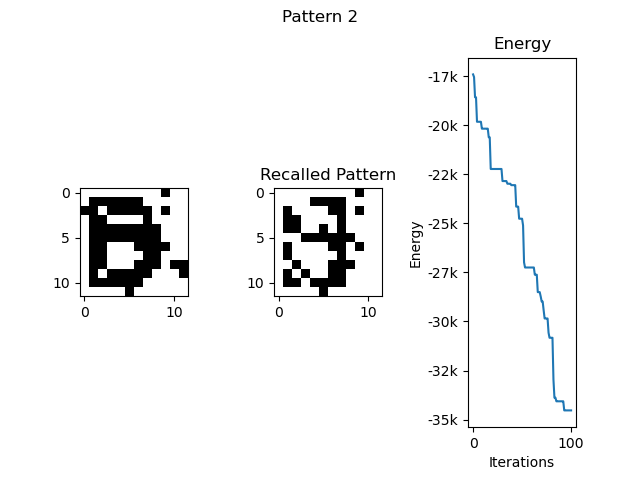 Pattern 2
Energy
-17k
-20k
-22k
-25k
-27k
-30k
-32k
-35k
Energy
0 100
Iterations
0
5
10
0 10
Recalled Pattern
0
5
10
0 10